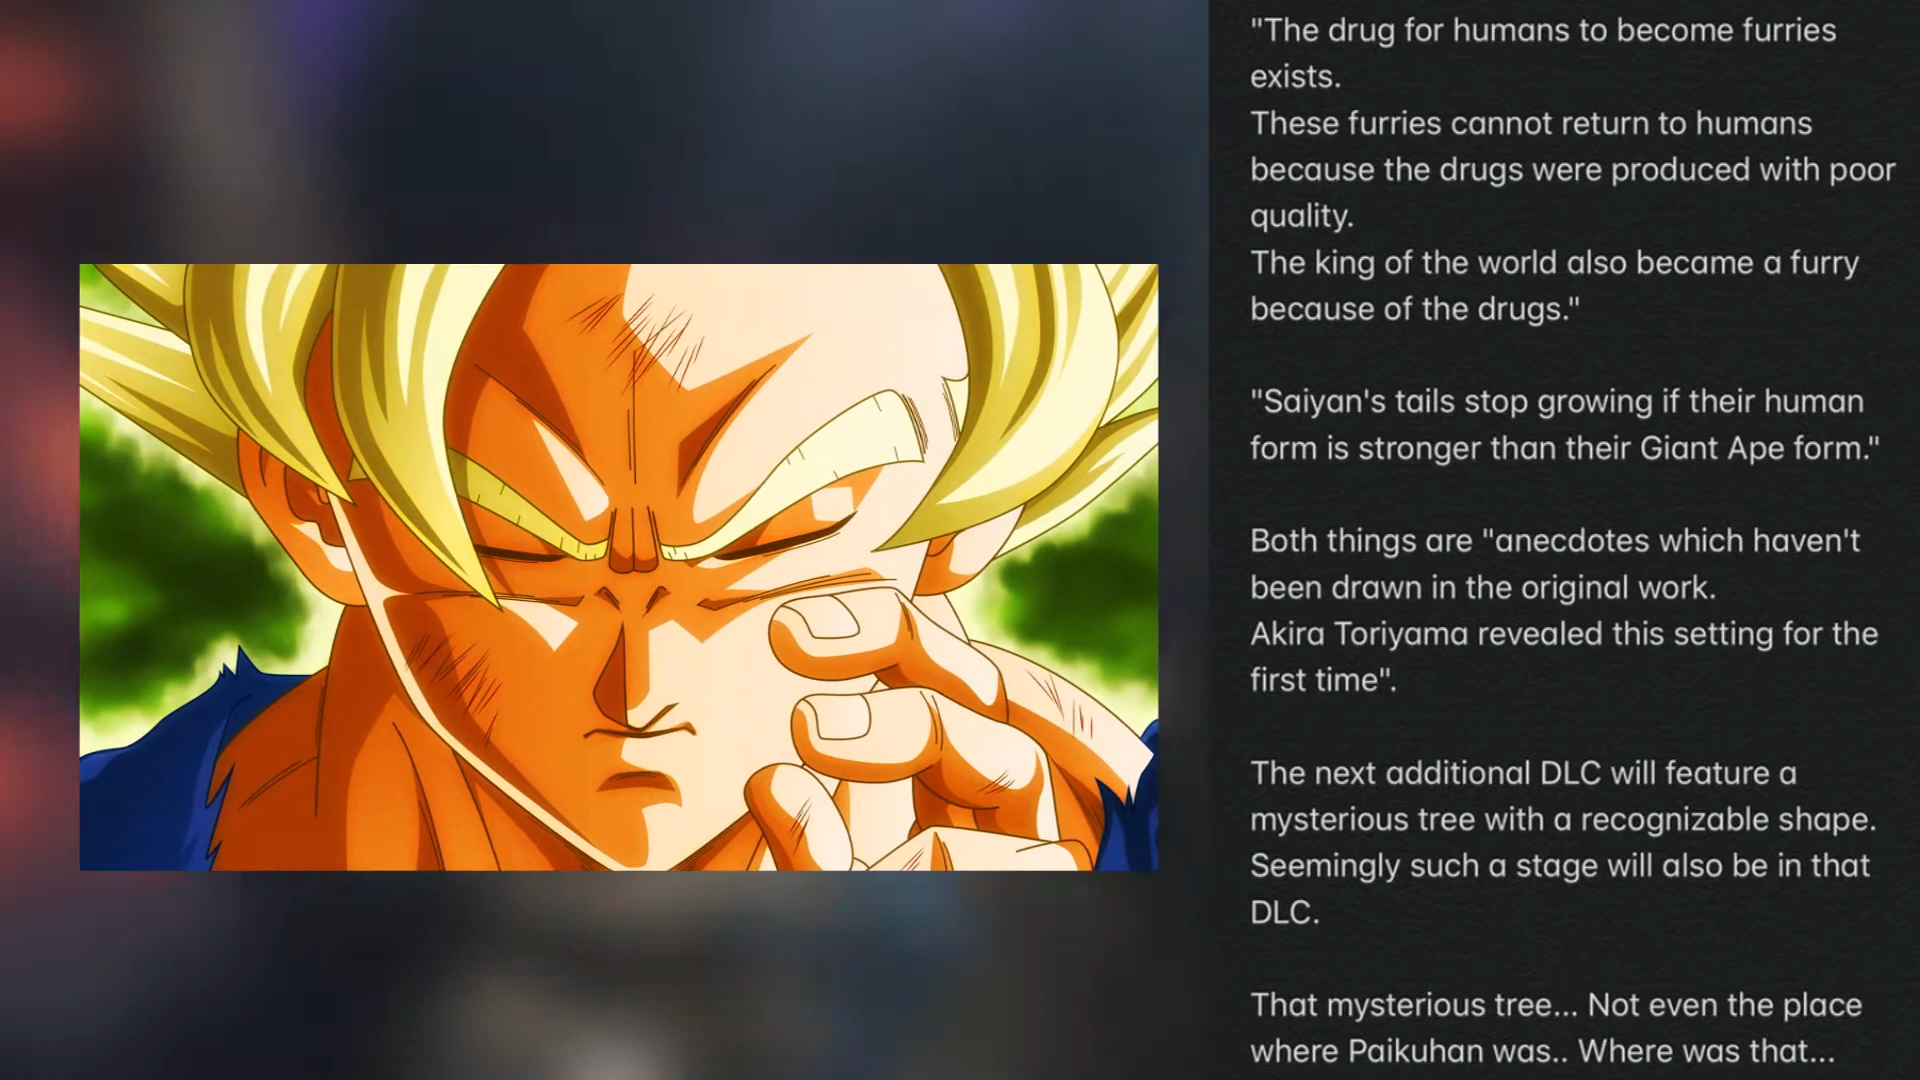 "The drug for humans to become furries
exists.
These furries cannot return to humans
because the drugs were produced with poor
quality.
The king of the world also became a furry
because of the drugs."
"Saiyan's tails stop growing if their human
form is stronger than their Giant Ape form."
Both things are "anecdotes which haven't
been drawn in the original work.
Akira Toriyama revealed this setting for the
first time".
The next additional DLC will feature a
mysterious tree with a recognizable shape.
Seemingly such a stage will also be in that
DLC.
That mysterious tree... Not even the place
where Paikuhan was.. Where was that...